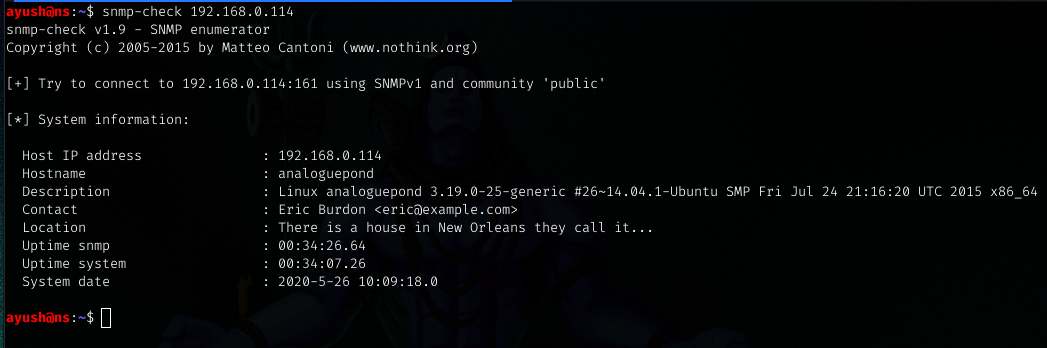 ayush@ns:~$ snmp-check 192.168.0.114
snmp-check v1.9 - SNMP enumerator
Copyright (c) 2005-2015 by Matteo Cantoni (www.nothink.org)
[+] Try to connect to 192.168.0.114:161 using SNMPv1 and community 'public'
[*] System information:
Host IP address : 192.168.0.114
Hostname : analoguepond
Description : Linux analoguepond 3.19.0-25-generic #26~14.04.1-Ubuntu SMP Fri Jul 24 21:16:20 UTC 2015 x86_64
Contact : Eric Burdon <eric@example.com>
Location : There is a house in New Orleans they call it...
Uptime snmp : 00:34:26.64
Uptime system : 00:34:07.26
System date : 2020-5-26 10:09:18.0
ayush@ns:~$